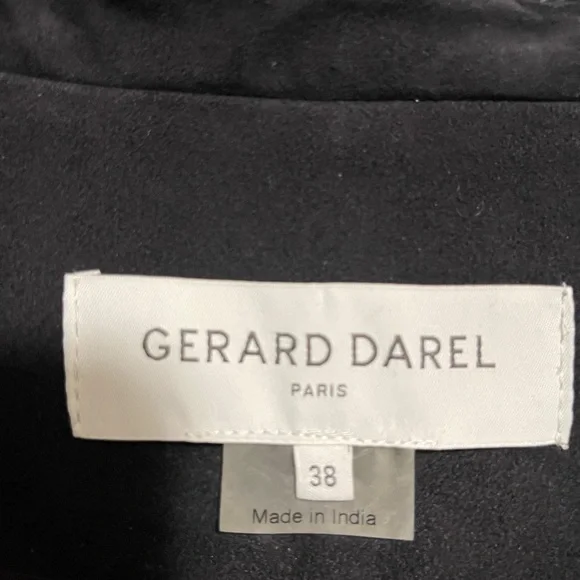 GERARD DAREL
PARIS
38
Made in India